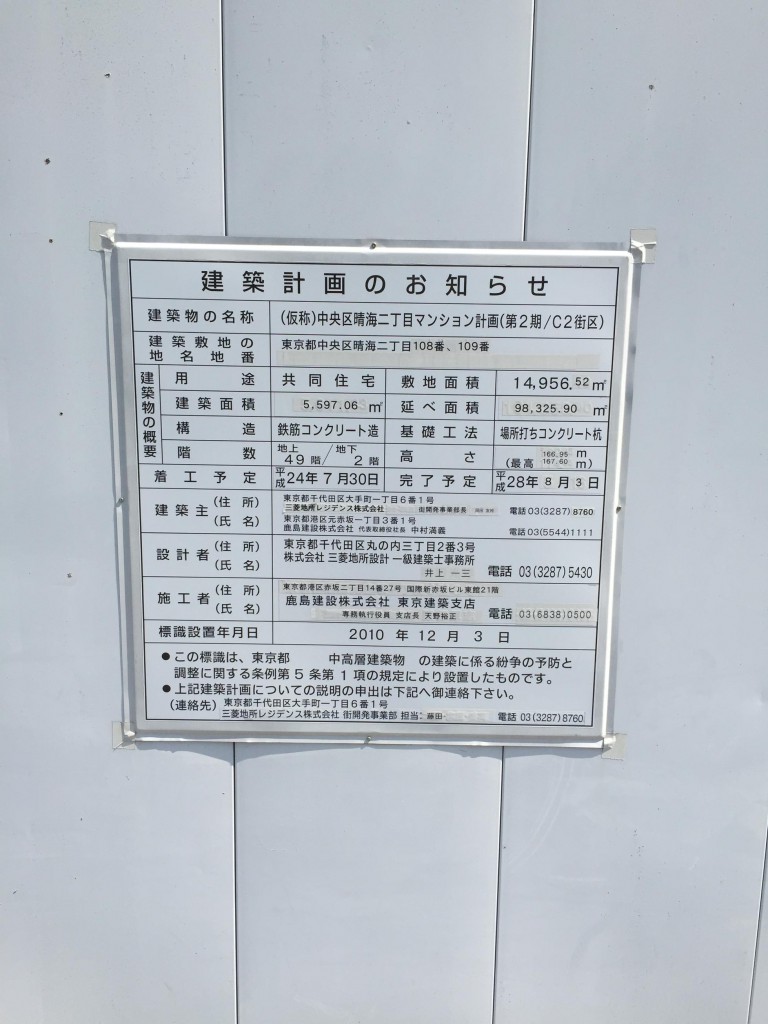 建築計画のお知らせ
建築物の名称 (仮称)中央区晴海二丁目マンション計画(第2期/C2街区)
建築敷地の地名地番 東京都中央区晴海二丁目108番、109番
建築物の概要
用途 共同住宅 敷地面積 14,956.52㎡
建築面積 5,597.06㎡ 延べ面積 98,325.90㎡
構造 鉄筋コンクリート造 基礎工法 場所打ちコンクリート杭
階数 地上49階/地下2階 高さ 166.95m
(最高 167.60m)
着工予定 平成24年7月30日 完了予定 平成28年8月3日
建築主 (住所) 東京都千代田区大手町一丁目6番1号
(氏名) 三菱地所レジデンス株式会社 街開発事業部長 電話03(3287)8760
東京都港区元赤坂一丁目3番1号
鹿島建設株式会社 代表取締役社長 中村満義 電話03(5544)1111
設計者 (住所) 東京都千代田区丸の内三丁目2番3号
(氏名) 株式会社 三菱地所設計 一級建築士事務所
井上 一三 電話 03(3287)5430
施工者 (住所) 東京都港区赤坂二丁目14番27号 国際新赤坂ビル東館21階
(氏名) 鹿島建設株式会社 東京建築支店
専務執行役員 支店長 天野裕正 電話 03(6838)0500
標識設置年月日 2010 年 12 月 3 日
●この標識は、東京都 中高層建築物 の建築に係る紛争の予防と
調整に関する条例第5条第1項の規定により設置したものです。
●上記建築計画についての説明の申出は下記へ御連絡下さい。
(連絡先) 東京都千代田区大手町一丁目6番1号
三菱地所レジデンス株式会社 街開発事業部 担当:藤田 電話 03(3287)8760